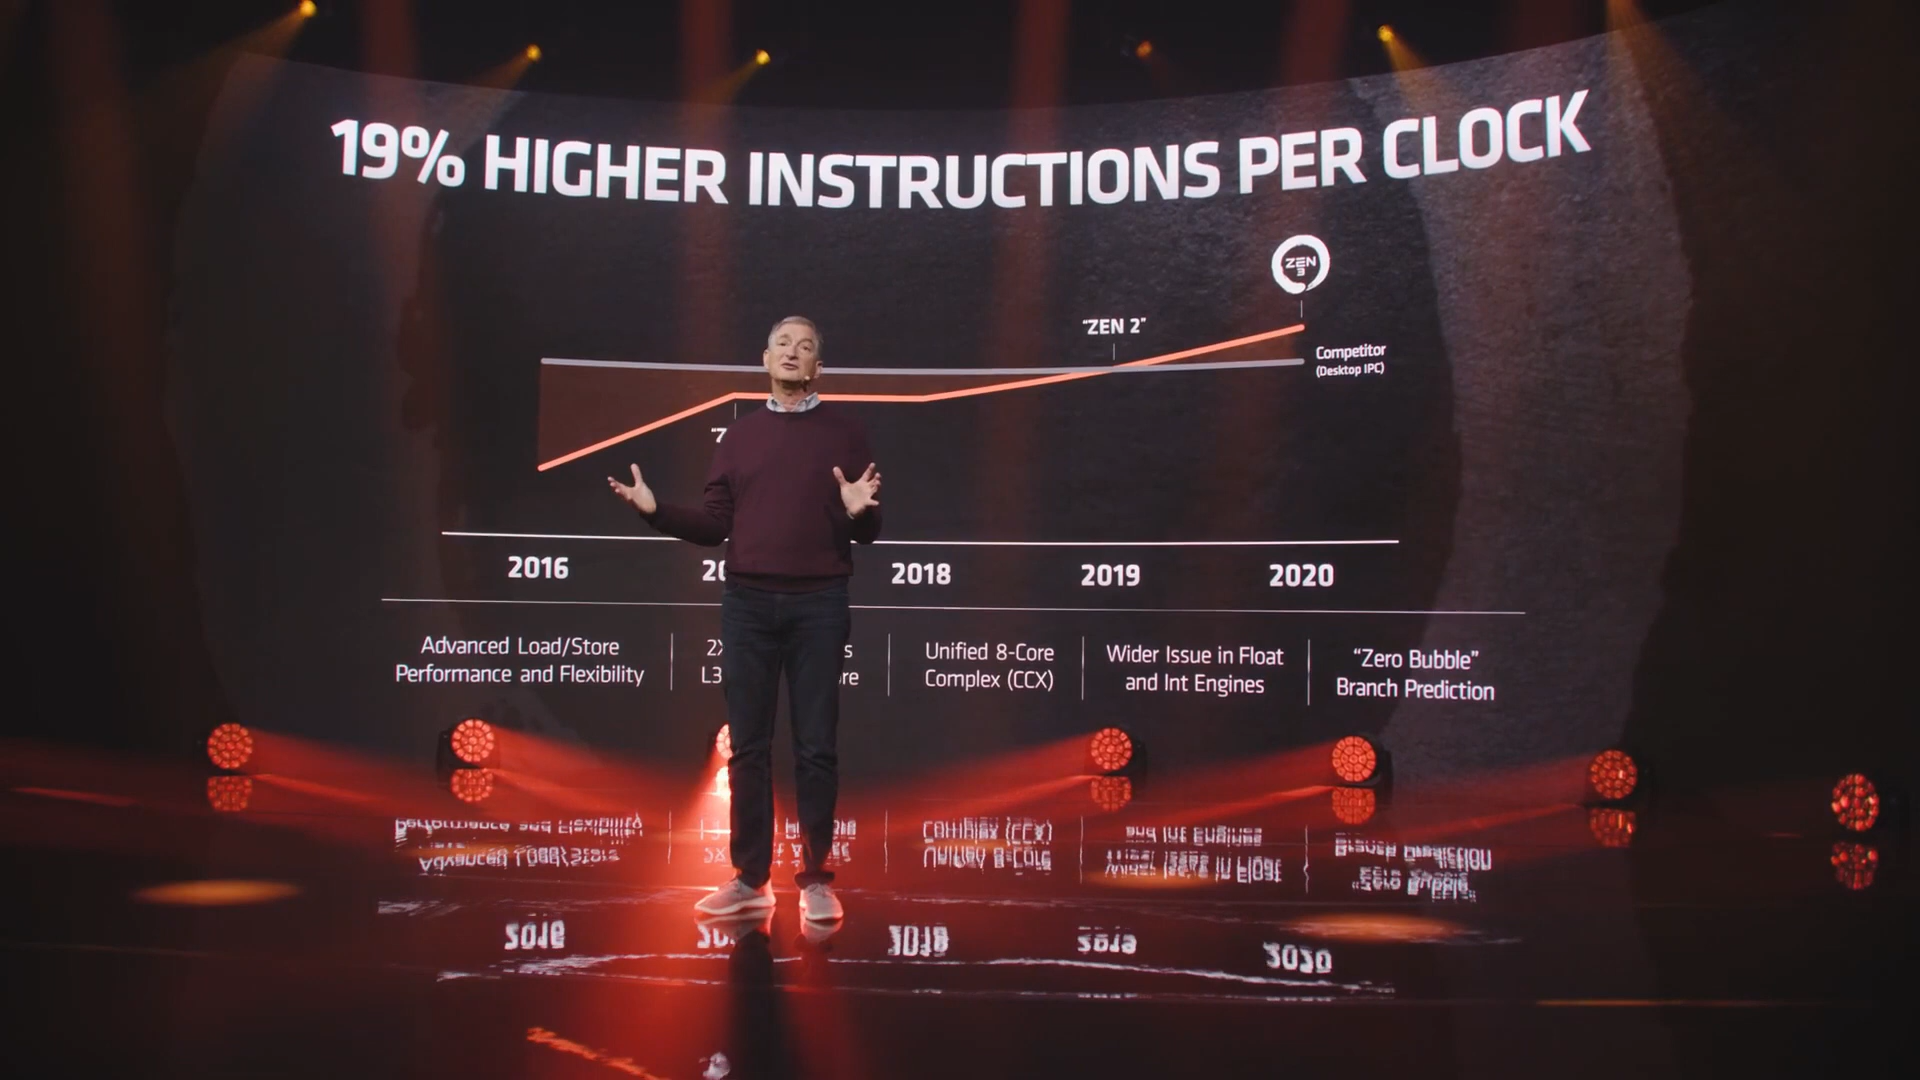 19% HIGHER INSTRUCTIONS PER CLOCK
ZEN
3
"ZEN 2"
Competitor
(Desktop IPC)
2016
2018
2019
2020
Advanced Load/Store
Performance and Flexibility
2X
L3
Unified 8-Core
Complex (CCX)
Wider Issue in Float
and Int Engines
"Zero Bubble"
Branch Prediction